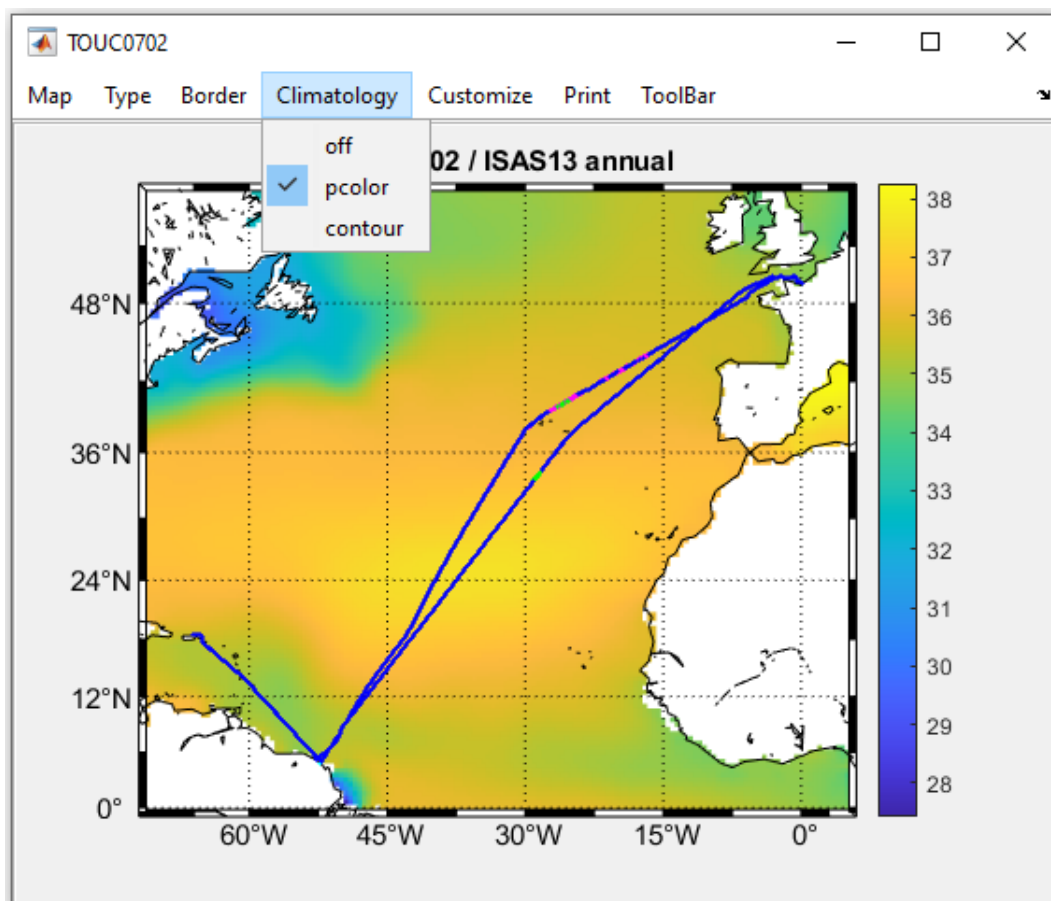 TOUC0702
Map Type Border Climatology Customize Print ToolBar
off
pcolor
contour
02 / ISAS13 annual
48°N
36°N
24°N
12°N
0°
60°W 45°W 30°W 15°W 0°
38
37
36
35
34
33
32
31
30
29
28